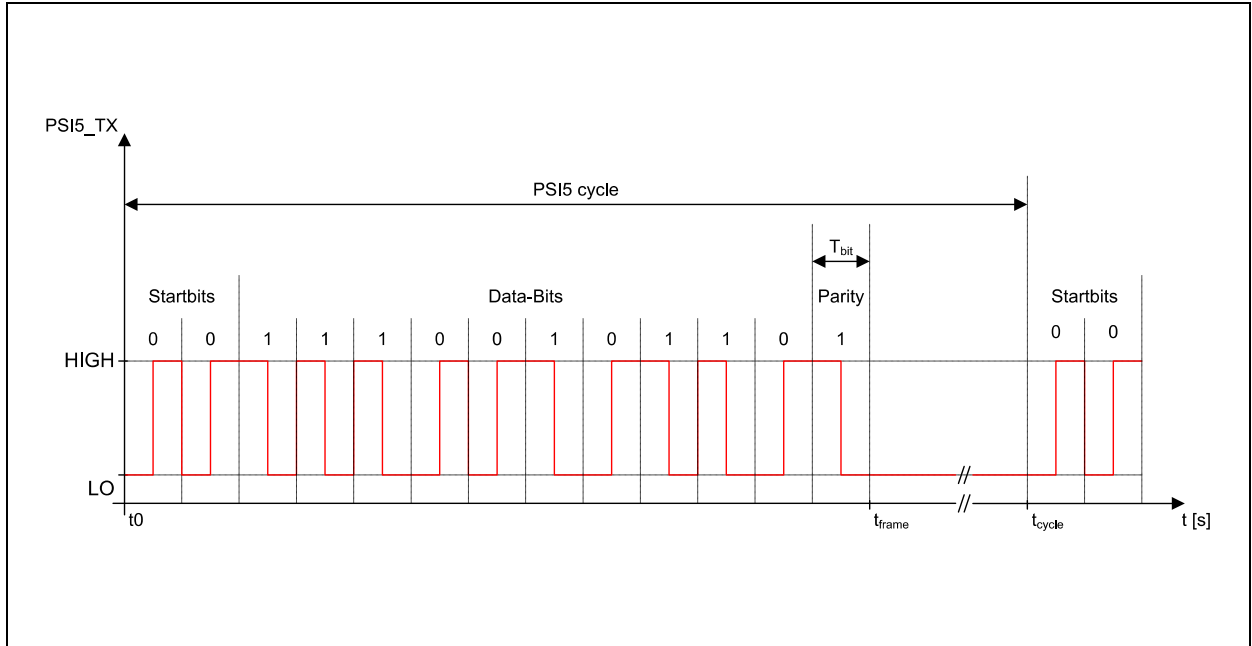 PSI5_TX
PSI5 cycle
Tbit
Startbits Data-Bits Parity Startbits
0 0 1 1 1 0 0 1 0 1 1 0 1 0 0
HIGH
LO
// //
t0 tframe tcycle t [s]